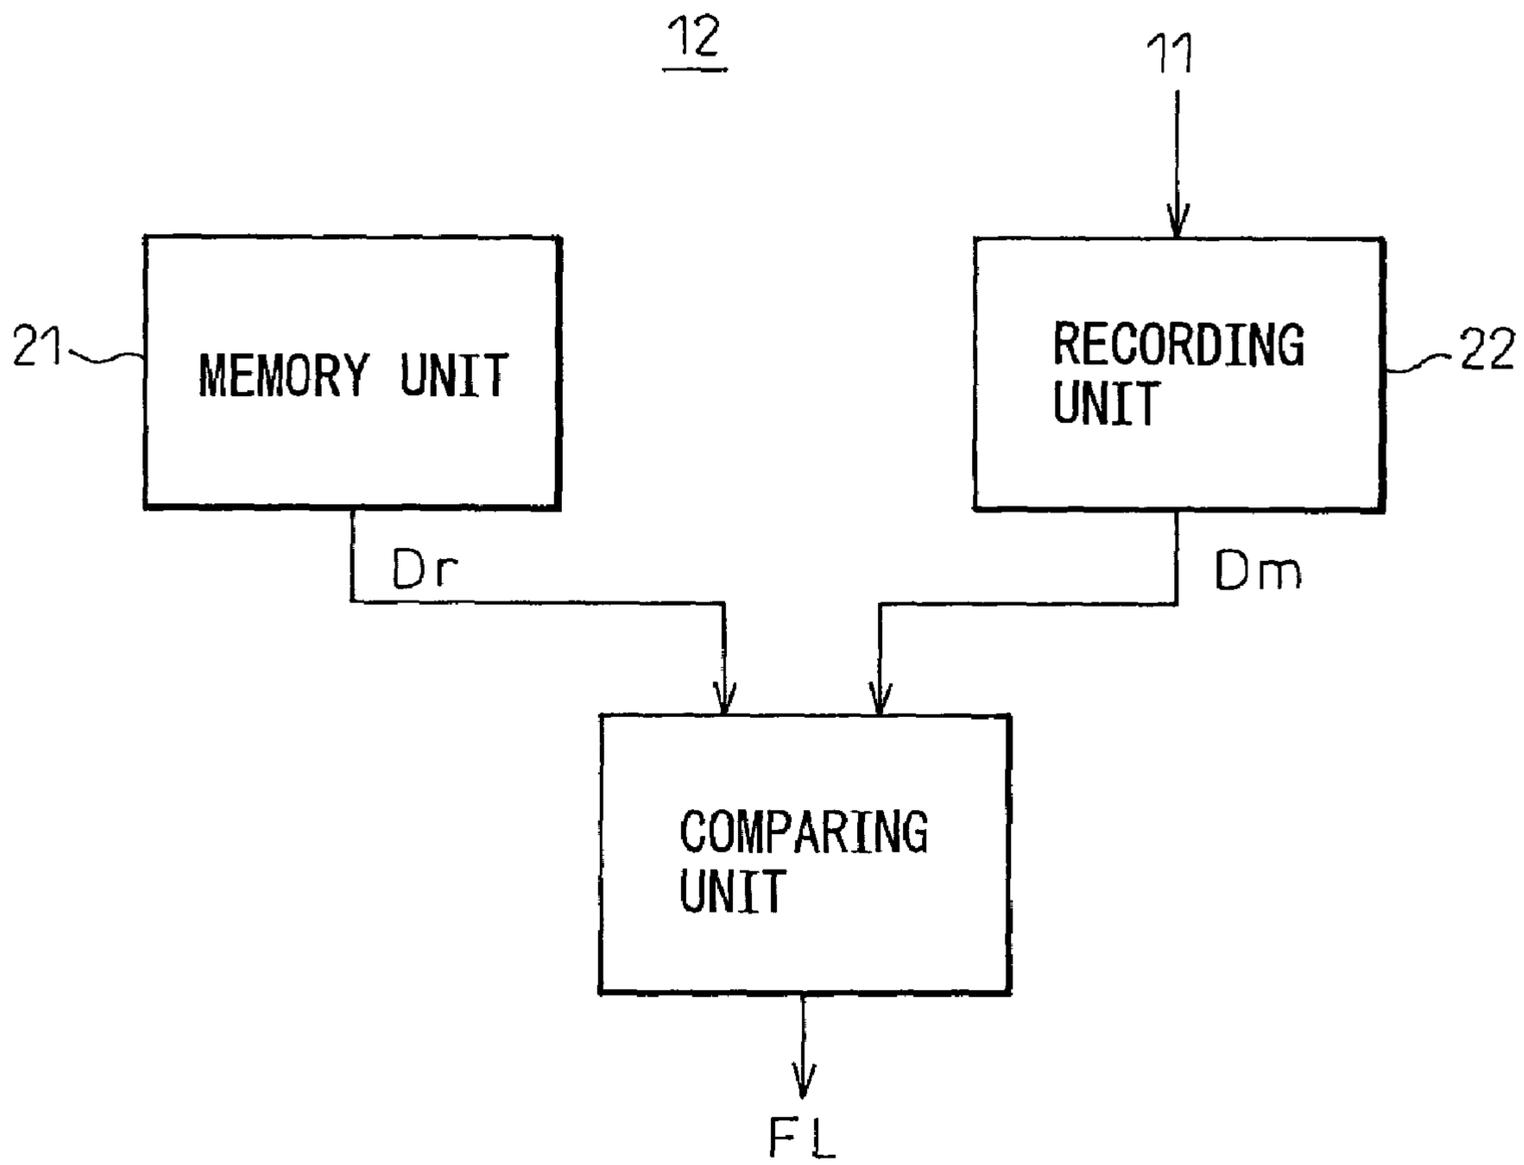 12
11
21
MEMORY UNIT
RECORDING
UNIT
22
Dr
Dm
COMPARING
UNIT
FL